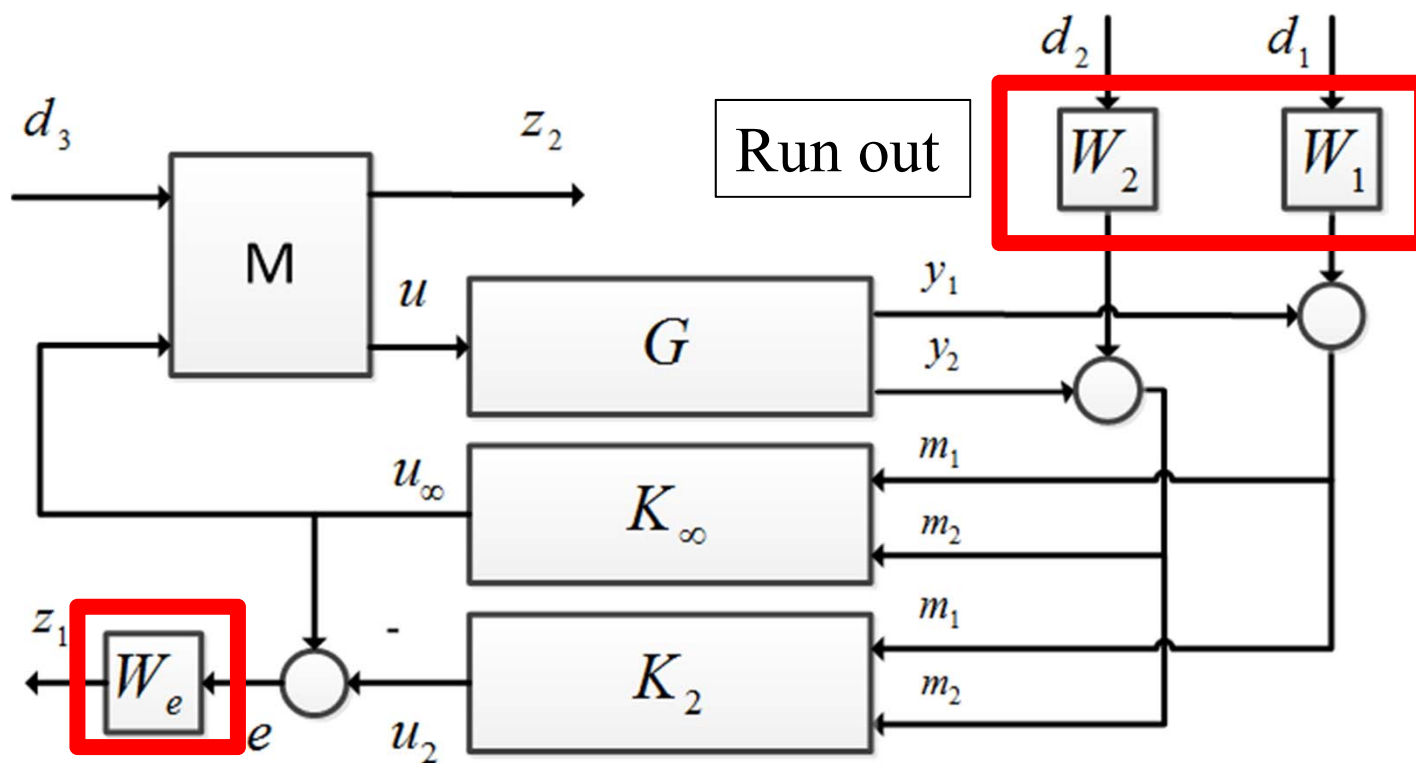 d₂ d₁
d₃ z₂ Run out W₂ W₁
M
u G y₁
y₂
u∞ K∞ m₁
m₂
z₁ Wₑ - K₂ m₁
m₂
e u₂